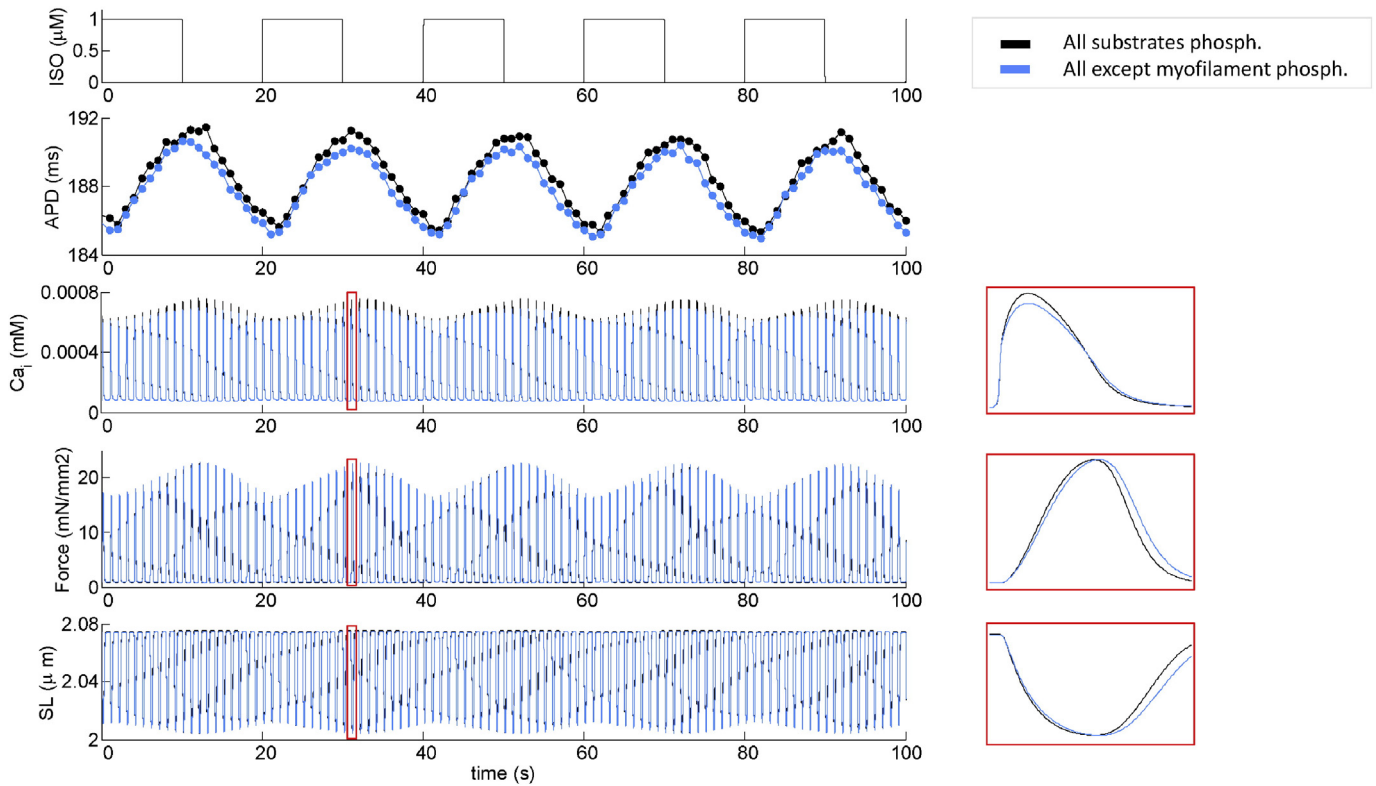 ISO (μM)
1
0.5
0
0 20 40 60 80 100
All substrates phosph.
All except myofilament phosph.
APD (ms)
192
188
184
0 20 40 60 80 100
Ca i (mM)
0.0008
0.0004
0
0 20 40 60 80 100
Force (mN/mm2)
20
10
0
0 20 40 60 80 100
SL (μ m)
2.08
2.04
2
0 20 40 60 80 100
time (s)